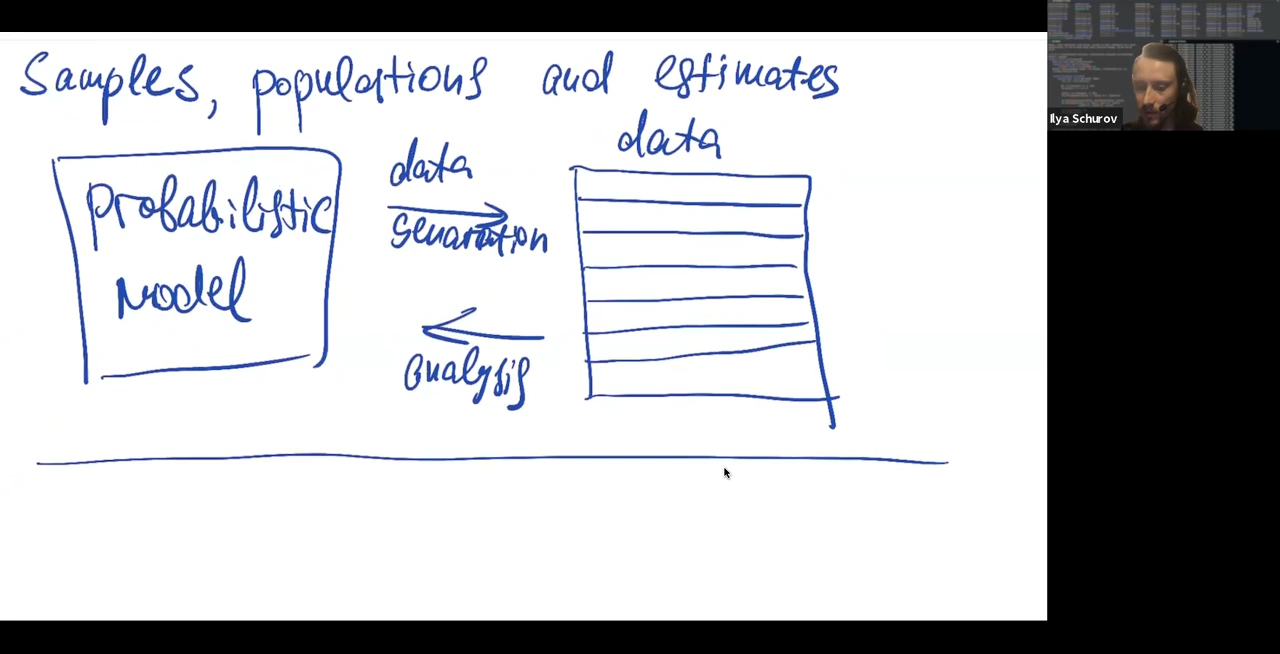 Samples, populations and estimates
probabilistic
model
data
generation
analysis
data
Ilya Schurov